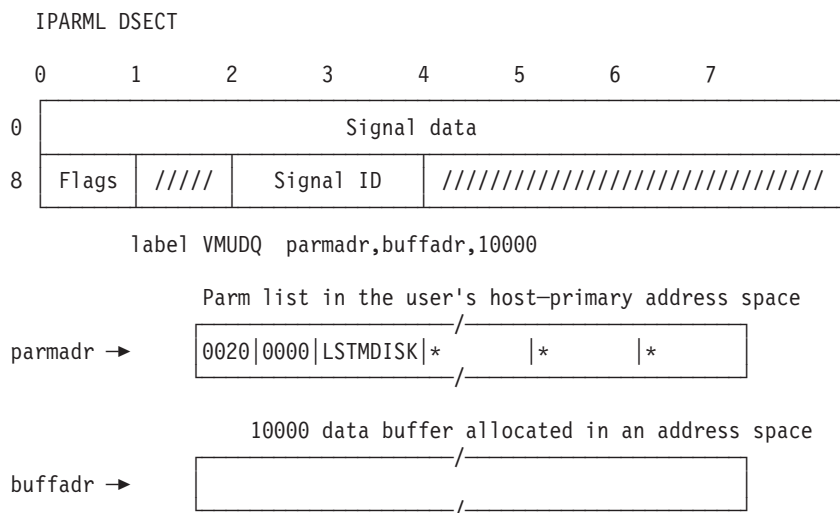 IPARML DSECT
0 1 2 3 4 5 6 7
0 Signal data
8 Flags ///// Signal ID ////////////////////////////////
label VMUDQ parmadr,buffadr,10000
Parm list in the user's host—primary address space
parmadr → |0020|0000|LSTMDISK|* |* |* |
10000 data buffer allocated in an address space
buffadr →